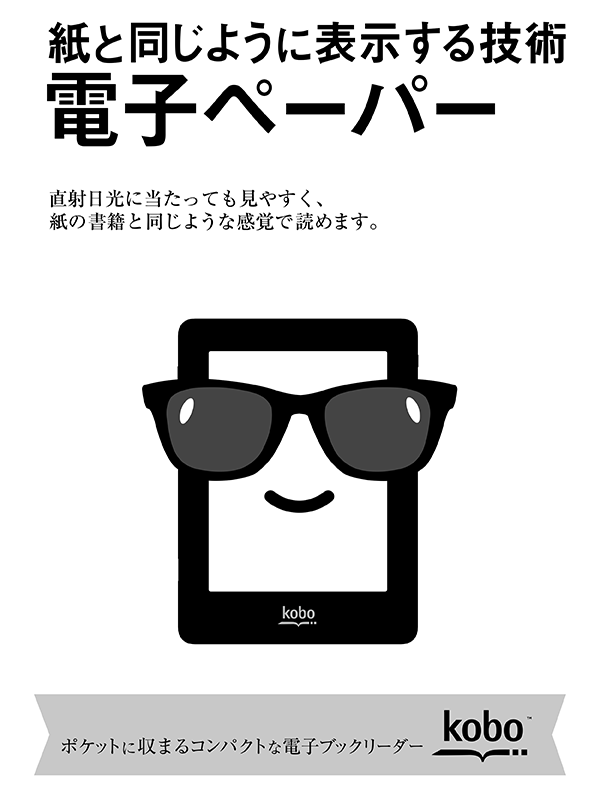 紙と同じように表示する技術
電子ペーパー
直射日光に当たっても見やすく、
紙の書籍と同じような感覚で読めます。
kobo
ポケットに収まるコンパクトな電子ブックリーダー
kobo™